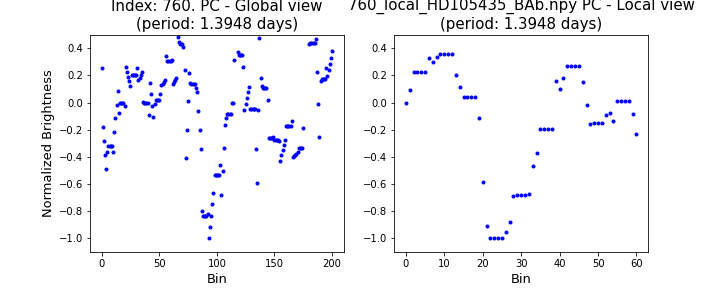 Index: 760. PC - Global view
(period: 1.3948 days)
760_local_HD105435_BAb.npy PC - Local view
(period: 1.3948 days)
Normalized Brightness
0.4
0.2
0.0
−0.2
−0.4
−0.6
−0.8
−1.0
0 50 100 150 200
Bin
0.4
0.2
0.0
−0.2
−0.4
−0.6
−0.8
−1.0
0 10 20 30 40 50 60
Bin